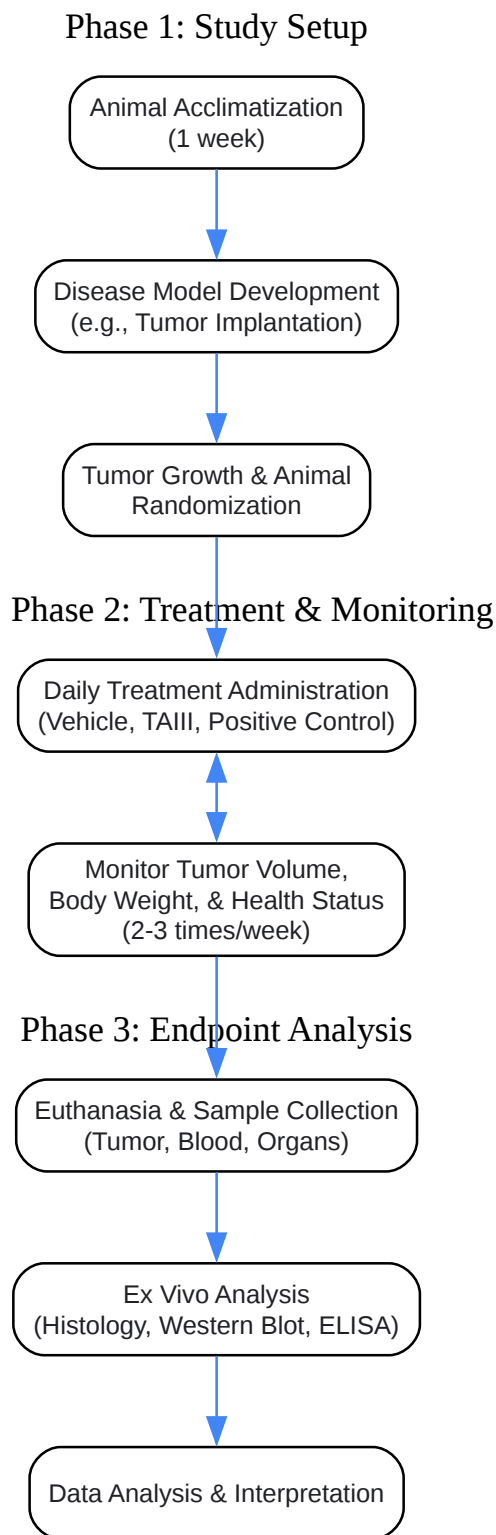 Phase 1: Study Setup
Animal Acclimatization
(1 week)
Disease Model Development
(e.g., Tumor Implantation)
Tumor Growth & Animal
Randomization
Phase 2: Treatment & Monitoring
Daily Treatment Administration
(Vehicle, TAIII, Positive Control)
Monitor Tumor Volume,
Body Weight, & Health Status
(2-3 times/week)
Phase 3: Endpoint Analysis
Euthanasia & Sample Collection
(Tumor, Blood, Organs)
Ex Vivo Analysis
(Histology, Western Blot, ELISA)
Data Analysis & Interpretation